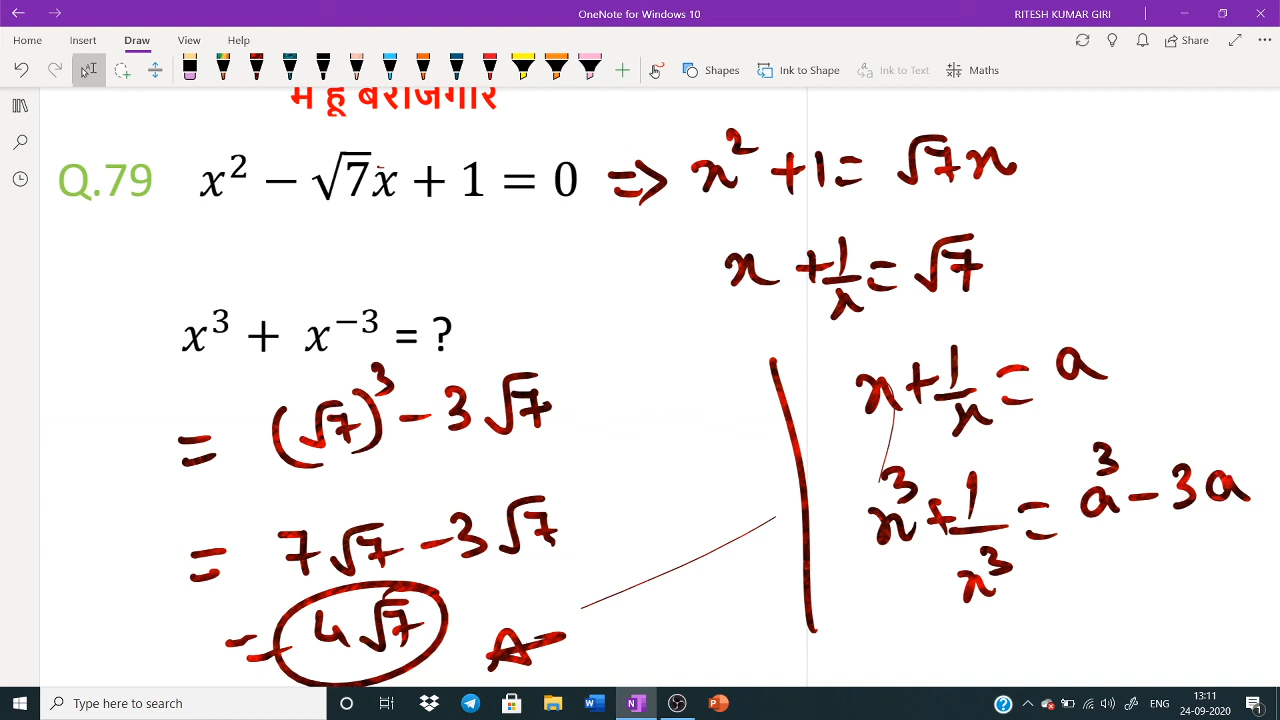 OneNote for Windows 10
RITESH KUMAR GIRI
Home Insert Draw View Help
Share
Shapes
Ink to Shape
Ink to Text
Maths
Q.79 x² − √7x + 1 = 0 => x² + 1 = √7x
x + 1/x = √7
x³ + x⁻³ = ?
x + 1/x = a
= (√7)³ − 3√7
x³ + 1/x³ = a³ − 3a
= 7√7 − 3√7
= 4√7
Type here to search
ENG
13:11
24-09-2020
1